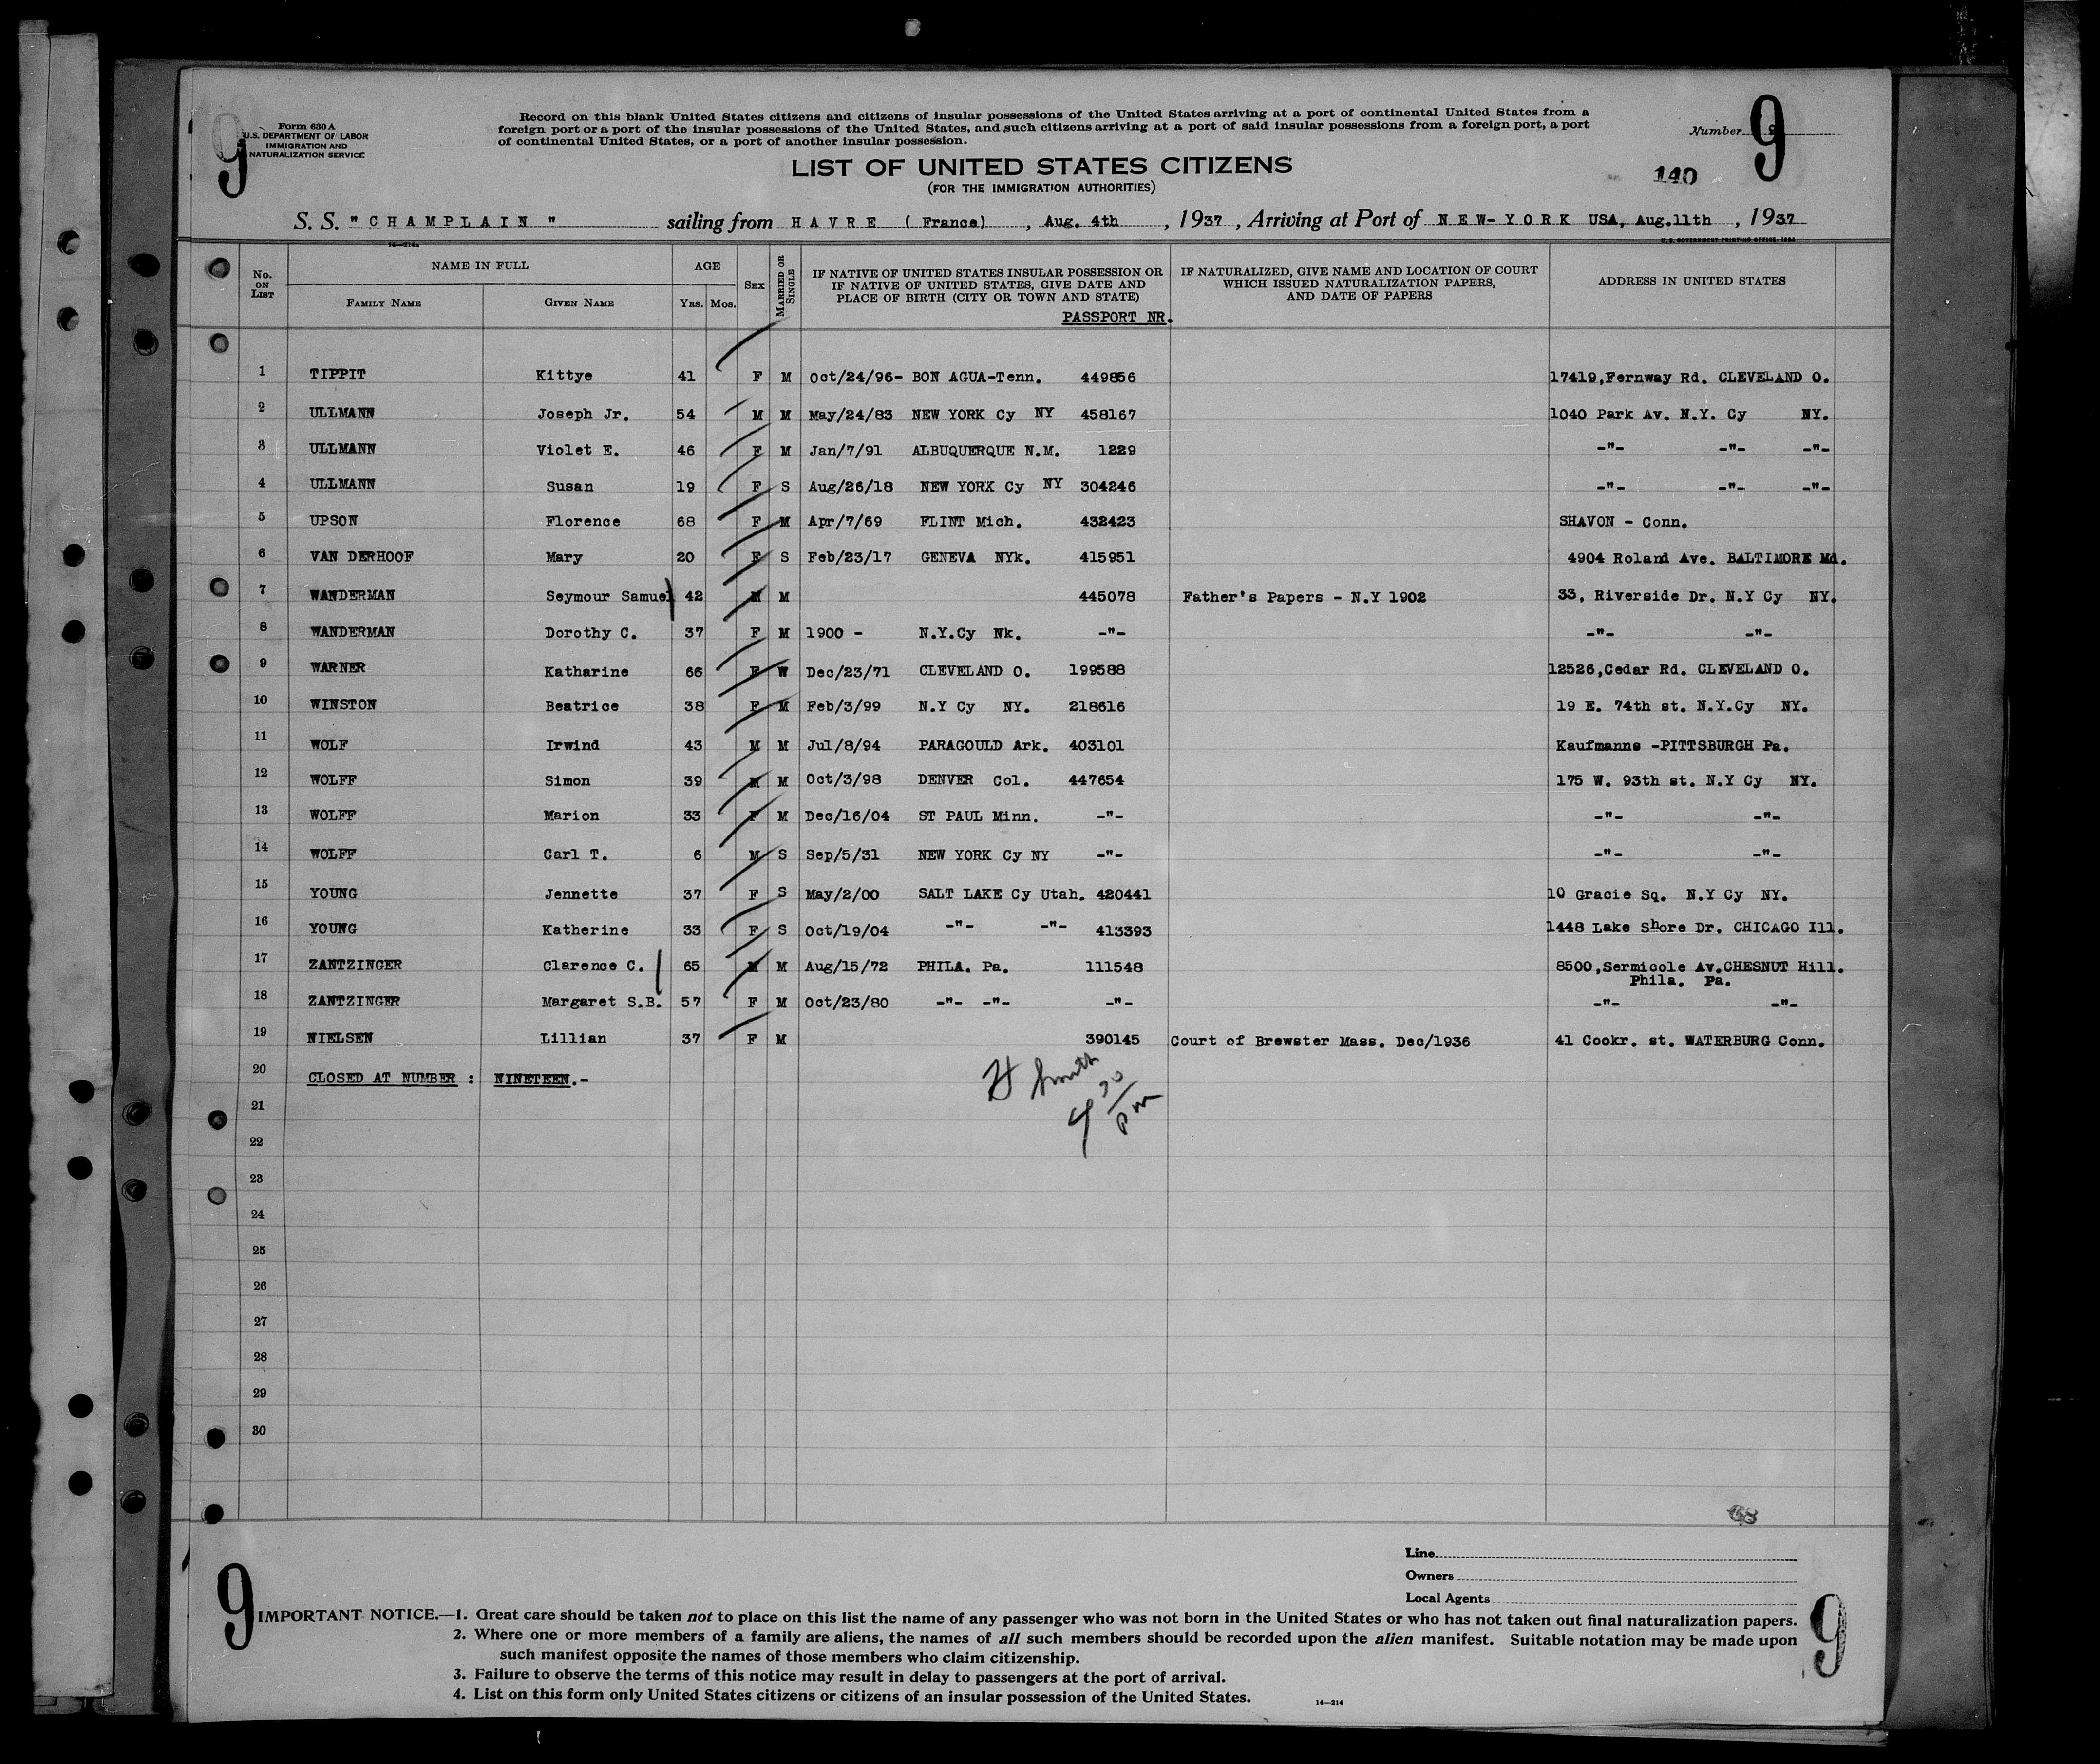 9
Form 630 A
U.S. DEPARTMENT OF LABOR
IMMIGRATION AND
NATURALIZATION SERVICE
Record on this blank United States citizens and citizens of insular possessions of the United States arriving at a port of continental United States from a
foreign port or a port of the insular possessions of the United States, and such citizens arriving at a port of said insular possessions from a foreign port, a port
of continental United States, or a port of another insular possession.
Number 9
9
LIST OF UNITED STATES CITIZENS
(FOR THE IMMIGRATION AUTHORITIES)
140
S. S. "CHAMPLAIN" sailing from HAVRE (France), Aug. 4th, 1937, Arriving at Port of NEW-YORK USA, Aug.11th, 1937
14—214a
U.S. GOVERNMENT PRINTING OFFICE: 1934
No. ON LIST NAME IN FULL FAMILY NAME GIVEN NAME AGE YRS. MOS. SEX MARRIED OR SINGLE
IF NATIVE OF UNITED STATES INSULAR POSSESSION OR
IF NATIVE OF UNITED STATES, GIVE DATE AND
PLACE OF BIRTH (CITY OR TOWN AND STATE)
PASSPORT NR.
IF NATURALIZED, GIVE NAME AND LOCATION OF COURT
WHICH ISSUED NATURALIZATION PAPERS,
AND DATE OF PAPERS
ADDRESS IN UNITED STATES
1 TIPPIT Kittye 41 F M Oct/24/96- BON AGUA-Tenn. 449856 17419,Fernway Rd. CLEVELAND O.
2 ULLMANN Joseph Jr. 54 M M May/24/83 NEW YORK Cy NY 458167 1040 Park Av. N.Y. Cy NY.
3 ULLMANN Violet E. 46 F M Jan/7/91 ALBUQUERQUE N.M. 1229 -"- -"- -"-
4 ULLMANN Susan 19 F S Aug/26/18 NEW YORK Cy NY 304246 -"- -"- -"-
5 UPSON Florence 68 F M Apr/7/69 FLINT Mich. 432423 SHAVON - Conn.
6 VAN DERHOOF Mary 20 F S Feb/23/17 GENEVA NYk. 415951 4904 Roland Ave. BALTIMORE Md.
7 WANDERMAN Seymour Samuel 42 M M 445078 Father's Papers - N.Y 1902 33, Riverside Dr. N.Y Cy NY.
8 WANDERMAN Dorothy C. 37 F M 1900 - N.Y.Cy Nk. -"- -"- -"-
9 WARNER Katharine 66 F W Dec/23/71 CLEVELAND O. 199588 12526,Cedar Rd. CLEVELAND O.
10 WINSTON Beatrice 38 F M Feb/3/99 N.Y Cy NY. 218616 19 E. 74th st. N.Y.Cy NY.
11 WOLF Irwind 43 M M Jul/8/94 PARAGOULD Ark. 403101 Kaufmanns -PITTSBURGH Pa.
12 WOLFF Simon 39 M M Oct/3/98 DENVER Col. 447654 175 W. 93th st. N.Y Cy NY.
13 WOLFF Marion 33 F M Dec/16/04 ST PAUL Minn. -"- -"- -"-
14 WOLFF Carl T. 6 M S Sep/5/31 NEW YORK Cy NY -"- -"- -"-
15 YOUNG Jennette 37 F S May/2/00 SALT LAKE Cy Utah. 420441 10 Gracie Sq. N.Y Cy NY.
16 YOUNG Katherine 33 F S Oct/19/04 -"- -"- 413393 1448 Lake Shore Dr. CHICAGO Ill.
17 ZANTZINGER Clarence C. 65 M M Aug/15/72 PHILA. Pa. 111548 8500,Sermicole Av.CHESNUT Hill.
Phila. Pa.
18 ZANTZINGER Margaret S.B. 57 F M Oct/23/80 -"- -"- -"- -"- -"-
19 NIELSEN Lillian 37 F M 390145 Court of Brewster Mass. Dec/1936 41 Cookr. st. WATERBURG Conn.
20 CLOSED AT NUMBER : NINETEEN.-
Smith
9 30/pm
21
22
23
24
25
26
27
28
29
30
68
Line
Owners
Local Agents
9
IMPORTANT NOTICE.—1. Great care should be taken not to place on this list the name of any passenger who was not born in the United States or who has not taken out final naturalization papers.
2. Where one or more members of a family are aliens, the names of all such members should be recorded upon the alien manifest. Suitable notation may be made upon
such manifest opposite the names of those members who claim citizenship.
3. Failure to observe the terms of this notice may result in delay to passengers at the port of arrival.
4. List on this form only United States citizens or citizens of an insular possession of the United States.
14—214
9